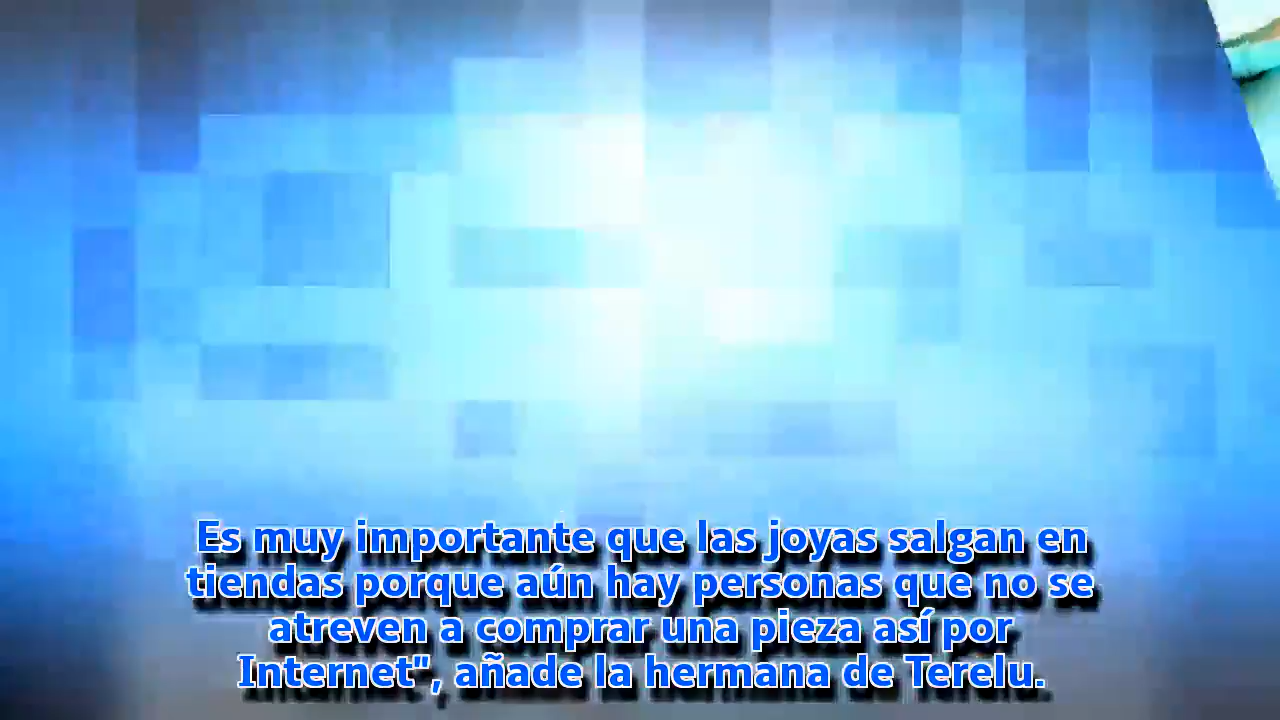 Es muy importante que las joyas salgan en
tiendas porque aún hay personas que no se
atreven a comprar una pieza así por
Internet", añade la hermana de Terelu.